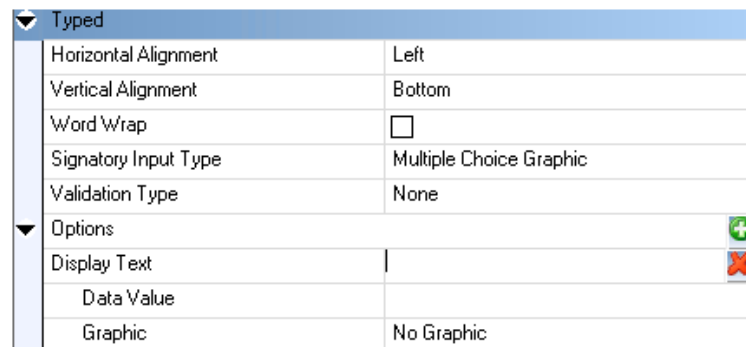 Typed
Horizontal Alignment Left
Vertical Alignment Bottom
Word Wrap
Signatory Input Type Multiple Choice Graphic
Validation Type None
Options
Display Text
Data Value
Graphic No Graphic